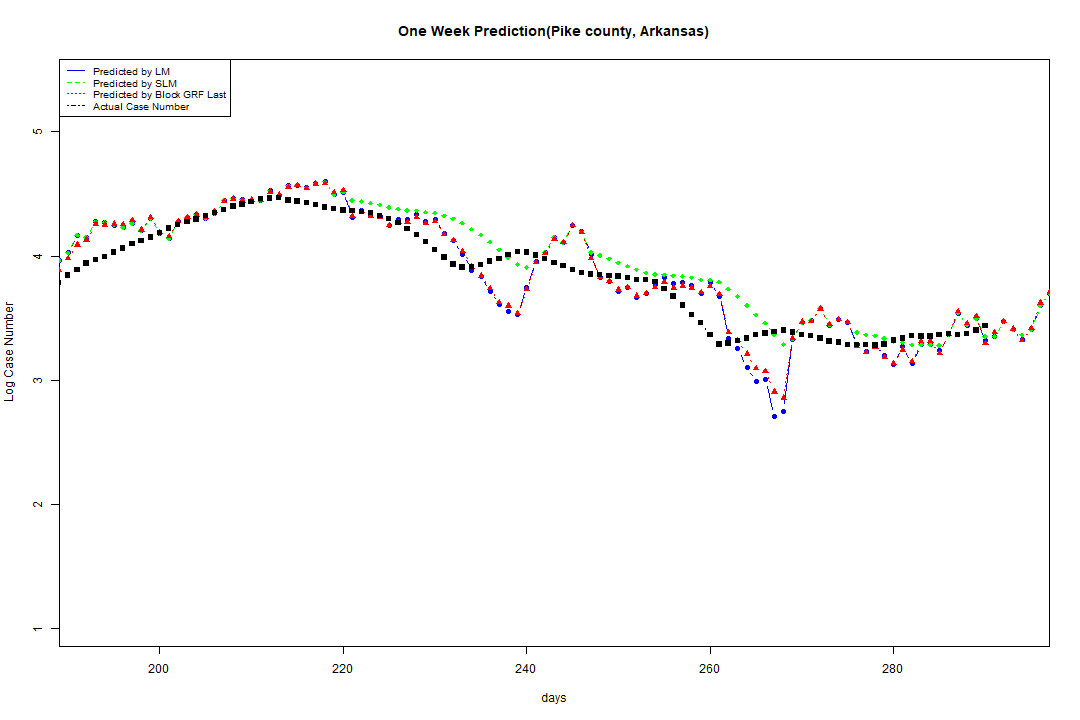 One Week Prediction(Pike county, Arkansas)
Predicted by LM
Predicted by SLM
Predicted by Block GRF Last
Actual Case Number
5
4
3
2
1
Log Case Number
200 220 240 260 280
days